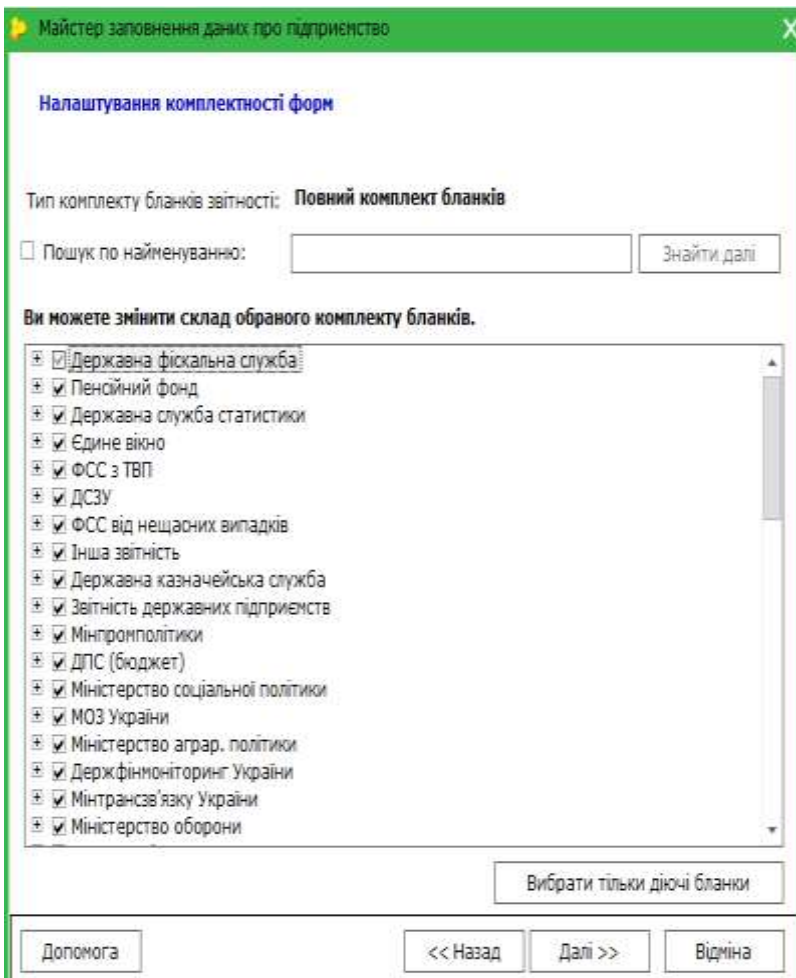 Майстер заповнення даних про підприємство X
Налаштування комплектності форм
Тип комплекту бланків звітності: Повний комплект бланків
Пошук по найменуванню: Знайти далі
Ви можете змінити склад обраного комплекту бланків.
Державна фіскальна служба
Пенсійний фонд
Державна служба статистики
Єдине вікно
ФСС з ТВП
ДСЗУ
ФСС від нещасних випадків
Інша звітність
Державна казначейська служба
Звітність державних підприємств
Мінпромполітики
ДПС (бюджет)
Міністерство соціальної політики
МОЗ України
Міністерство аграр. політики
Держфінмоніторинг України
Мінтрансзв'язку України
Міністерство оборони
Вибрати тільки діючі бланки
Допомога << Назад Далі >> Відміна